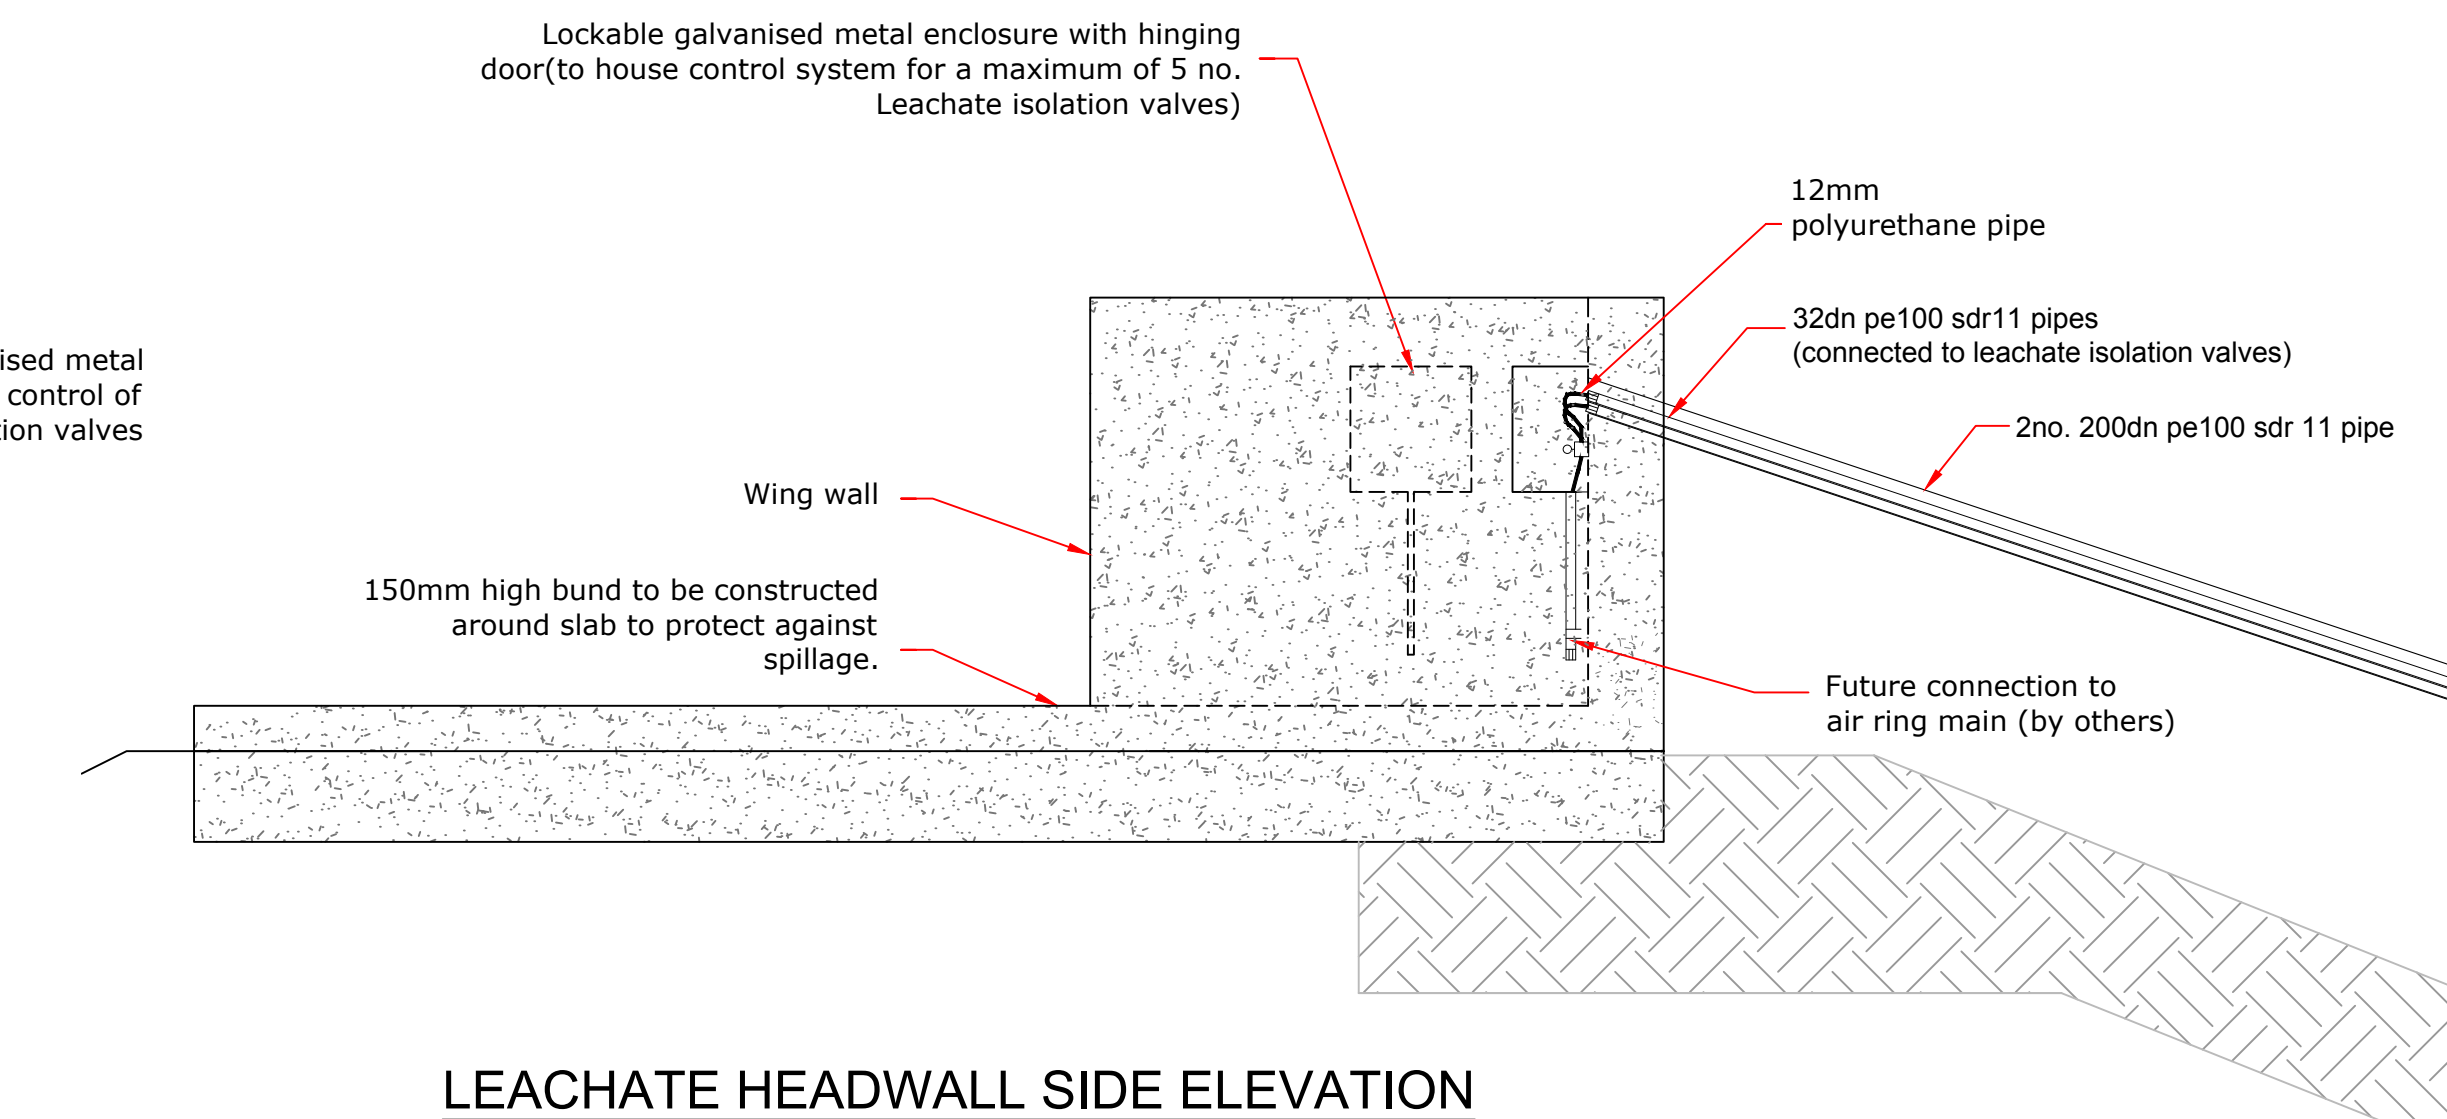 Lockable galvanised metal enclosure with hinging
door(to house control system for a maximum of 5 no.
Leachate isolation valves)
12mm
polyurethane pipe
32dn pe100 sdr11 pipes
(connected to leachate isolation valves)
2no. 200dn pe100 sdr 11 pipe
metal
control of
valves
Wing wall
150mm high bund to be constructed
around slab to protect against
spillage.
Future connection to
air ring main (by others)
LEACHATE HEADWALL SIDE ELEVATION